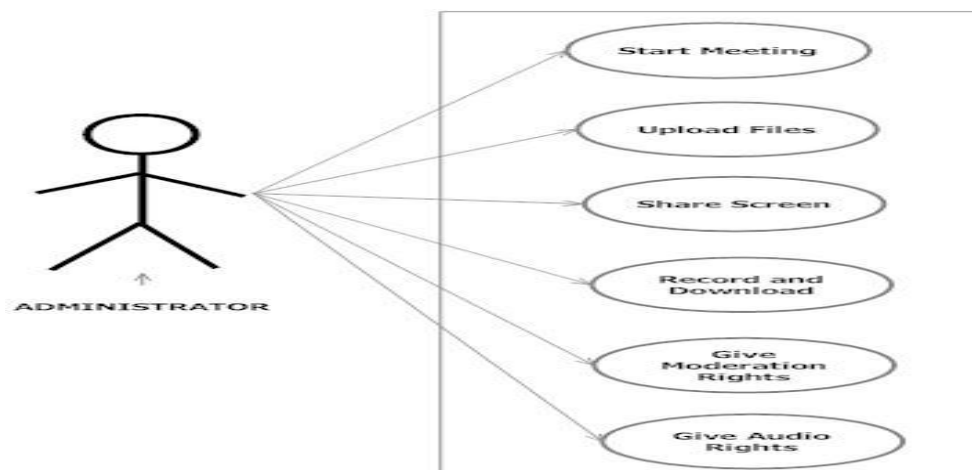 Start Meeting
Upload Files
Share Screen
Record and
Download
Give
Moderation
Rights
Give Audio
Rights
ADMINISTRATOR